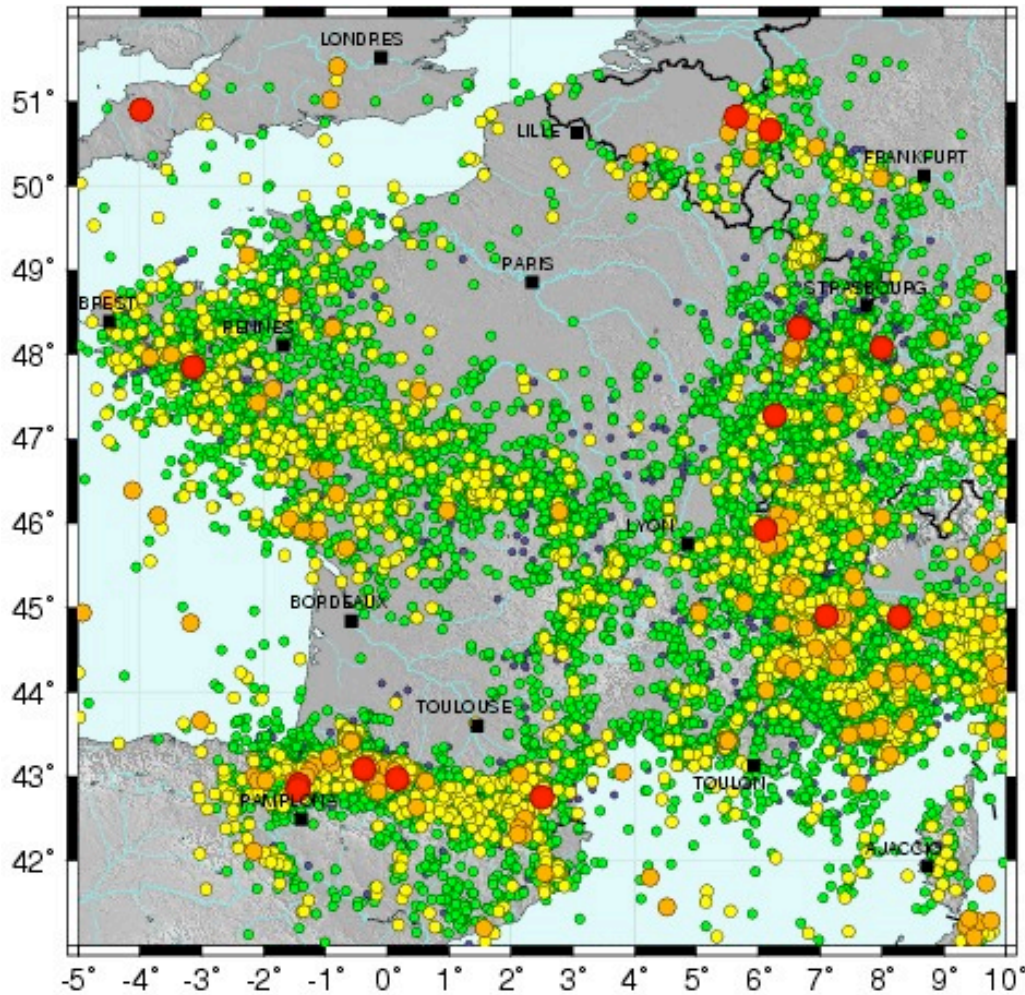 LONDRES
51°
LILLE
FRANKFURT
50°
49°
PARIS
STRASBOURG
BREST
RENNES
48°
47°
46°
LYON
45°
BORDEAUX
44°
TOULOUSE
43°
TOULON
PAMPLONA
42°
AJACCIO
-5° -4° -3° -2° -1° 0° 1° 2° 3° 4° 5° 6° 7° 8° 9° 10°